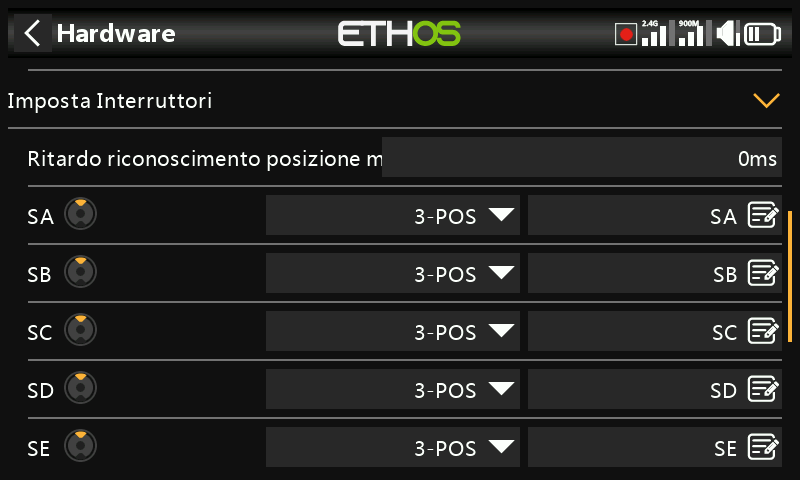 Hardware
ETHOS
2.4G
900M
Imposta Interruttori
Ritardo riconoscimento posizione m
0ms
SA 3-POS SA
SB 3-POS SB
SC 3-POS SC
SD 3-POS SD
SE 3-POS SE